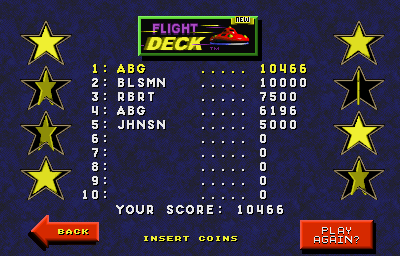 NEW
FLIGHT
DECK™
1: ABG ..... 10466
2: BLSMN ..... 10000
3: RBRT ..... 7500
4: ABG ..... 6196
5: JHNSN ..... 5000
6: ..... 0
7: ..... 0
8: ..... 0
9: ..... 0
10: ..... 0
YOUR SCORE: 10466
BACK
INSERT COINS
PLAY
AGAIN?